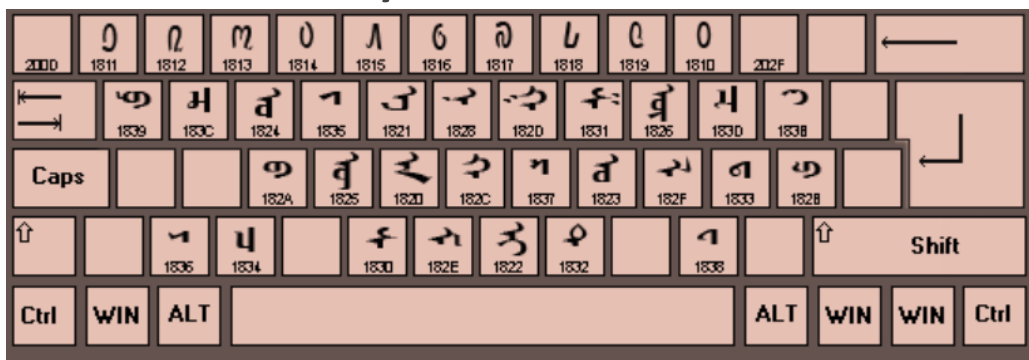 200D ᠑ 1811 ᠒ 1812 ᠓ 1813 ᠔ 1814 ᠕ 1815 ᠖ 1816 ᠗ 1817 ᠘ 1818 ᠙ 1819 ᠐ 1810 202F
ᠹ 1839 ᠼ 183C ᠤ 1824 ᠵ 1835 ᠡ 1821 ᠨ 1828 ᠭ 182D ᠱ 1831 ᠦ 1826 ᠽ 183D ᠻ 183B
Caps ᠪ 182A ᠥ 1825 ᠠ 1820 ᠬ 182C ᠷ 1837 ᠣ 1823 ᠯ 182F ᠳ 1833 ᠫ 182B
ᠶ 1836 ᠴ 1834 ᠰ 1830 ᠮ 182E ᠢ 1822 ᠲ 1832 ᠸ 1838 Shift
Ctrl WIN ALT ALT WIN WIN Ctrl